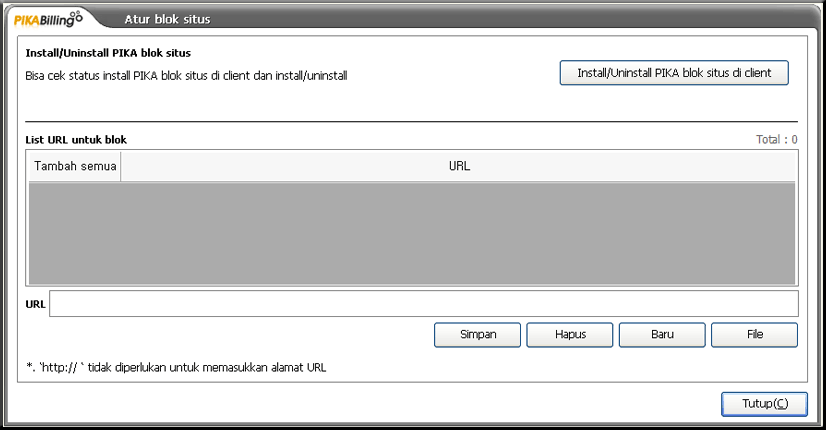 PIKABilling
Atur blok situs
Install/Uninstall PIKA blok situs
Bisa cek status install PIKA blok situs di client dan install/uninstall
Install/Uninstall PIKA blok situs di client
List URL untuk blok
Total : 0
Tambah semua
URL
URL
Simpan
Hapus
Baru
File
*. `http:// ` tidak diperlukan untuk memasukkan alamat URL
Tutup(C)